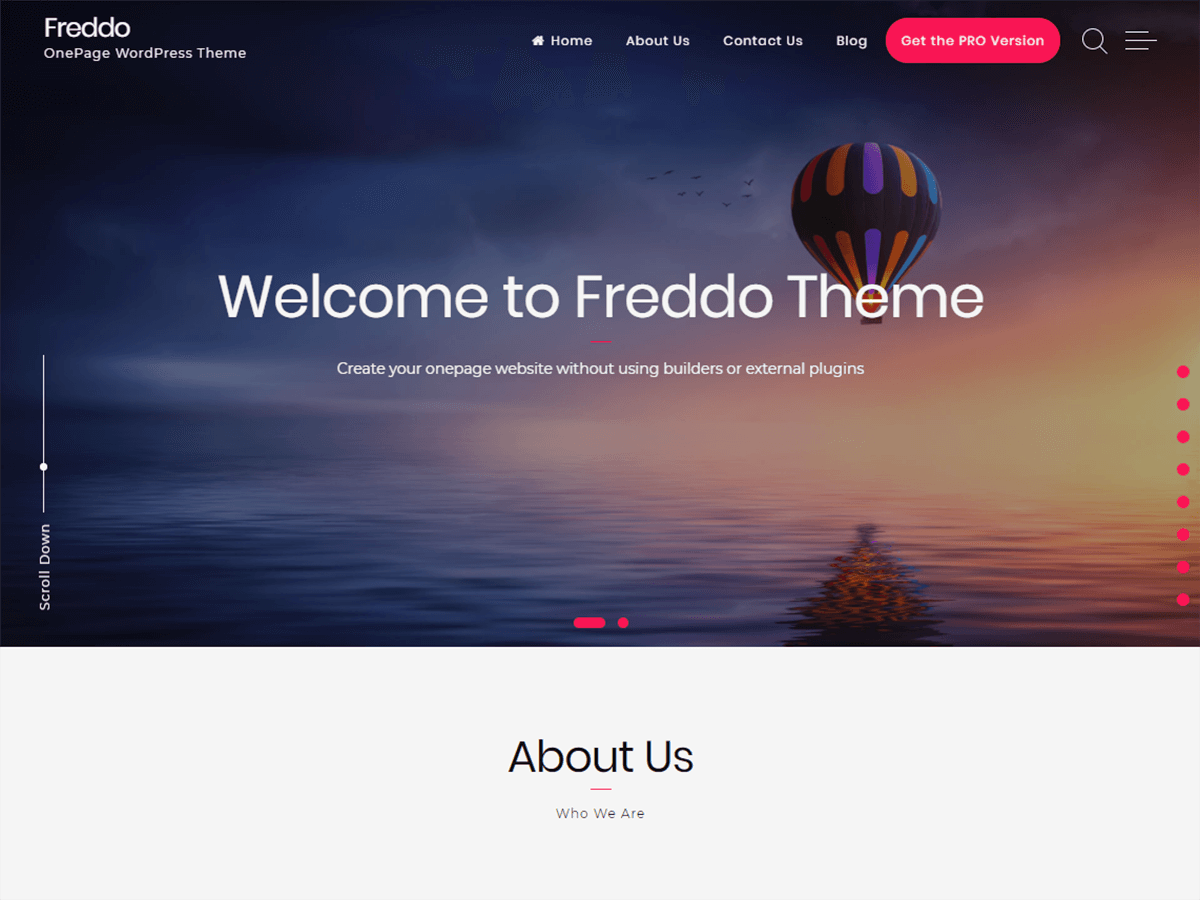 Freddo
OnePage WordPress Theme
Home
About Us
Contact Us
Blog
Get the PRO Version
Welcome to Freddo Theme
Create your onepage website without using builders or external plugins
Scroll Down
About Us
Who We Are